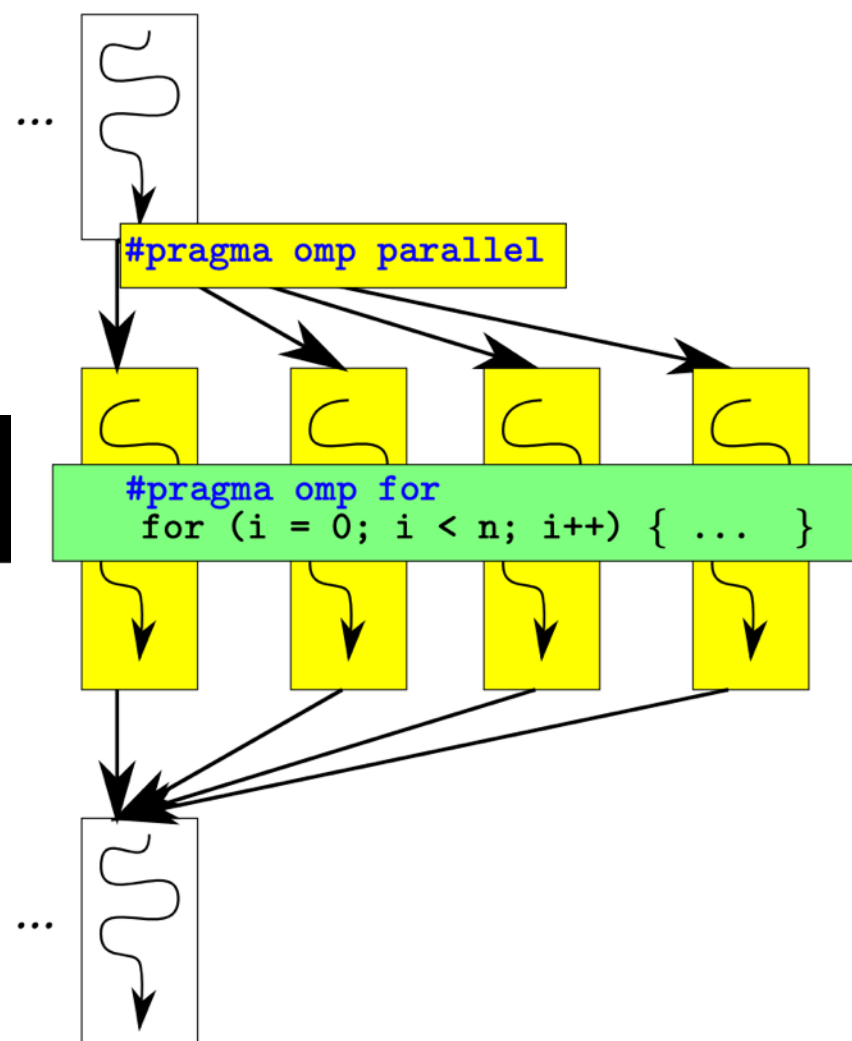 ...
#pragma omp parallel
#pragma omp for
for (i = 0; i < n; i++) { ... }
...